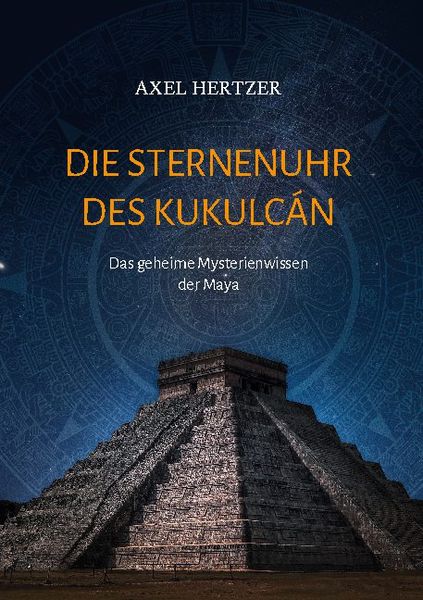 AXEL HERTZER
DIE STERNENUHR
DES KUKULCÁN
Das geheime Mysterienwissen
der Maya